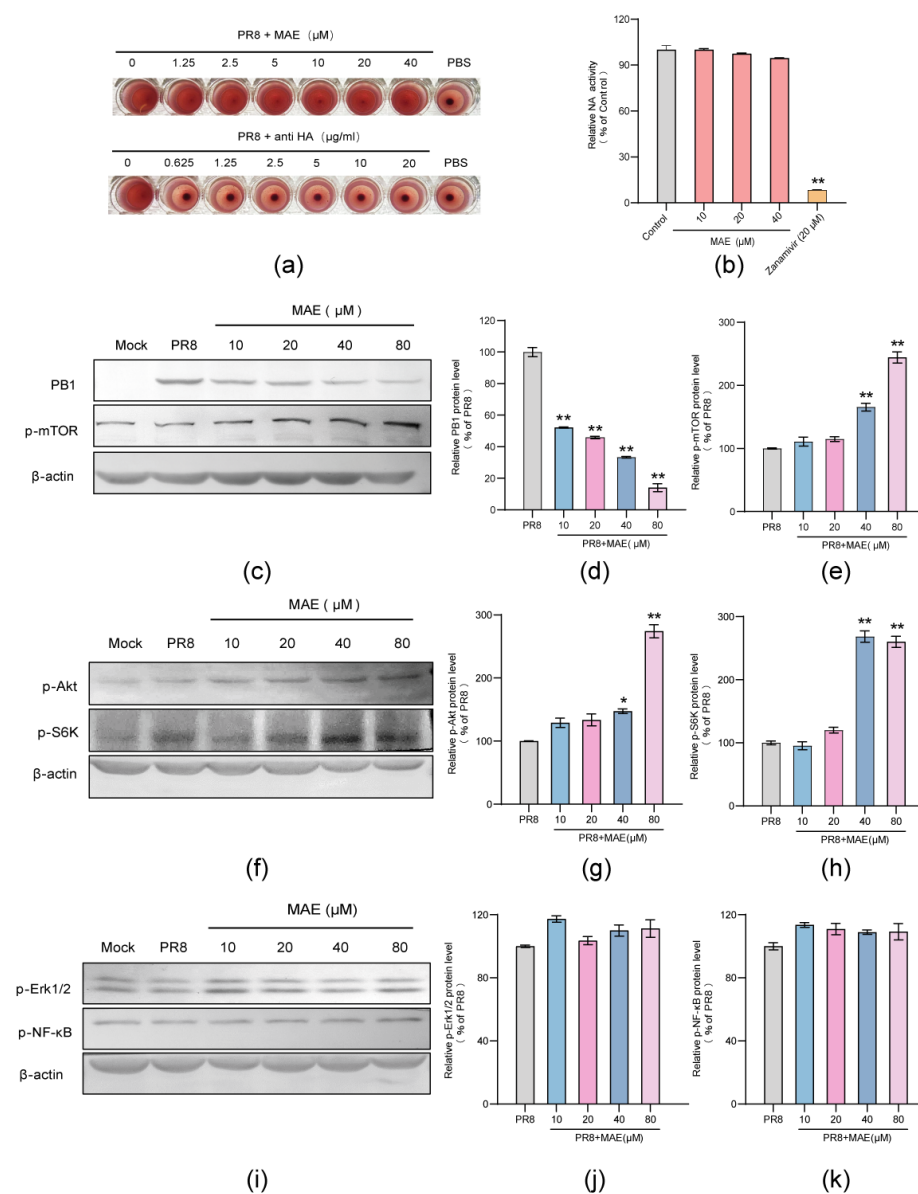 PR8 + MAE （μM）
0 1.25 2.5 5 10 20 40 PBS
PR8 + anti HA （μg/ml）
0 0.625 1.25 2.5 5 10 20 PBS
(a)
Relative NA activity
（% of Control）
120
90
60
30
0
**
Control 10 20 40 Zanamivir (20 μM)
MAE (μM)
(b)
MAE ( μM )
Mock PR8 10 20 40 80
PB1
p-mTOR
β-actin
(c)
Relative PB1 protein level
（% of PR8）
120
100
80
60
40
20
0
** ** ** **
PR8 10 20 40 80
PR8+MAE( μM)
(d)
Relative p-mTOR protein level
（% of PR8）
300
200
100
0
** **
PR8 10 20 40 80
PR8+MAE( μM)
(e)
MAE ( μM )
Mock PR8 10 20 40 80
p-Akt
p-S6K
β-actin
(f)
Relative p-Akt protein level
（% of PR8）
300
200
150
100
0
* **
PR8 10 20 40 80
PR8+MAE(μM)
(g)
Relative p-S6K protein level
（% of PR8）
300
200
100
0
** **
PR8 10 20 40 80
PR8+MAE(μM)
(h)
MAE (μM)
Mock PR8 10 20 40 80
p-Erk1/2
p-NF-κB
β-actin
(i)
Relative p-Erk1/2 protein level
（% of PR8）
120
80
40
0
PR8 10 20 40 80
PR8+MAE(μM)
(j)
Relative p-NF-κB protein level
（% of PR8）
120
80
40
0
PR8 10 20 40 80
PR8+MAE(μM)
(k)